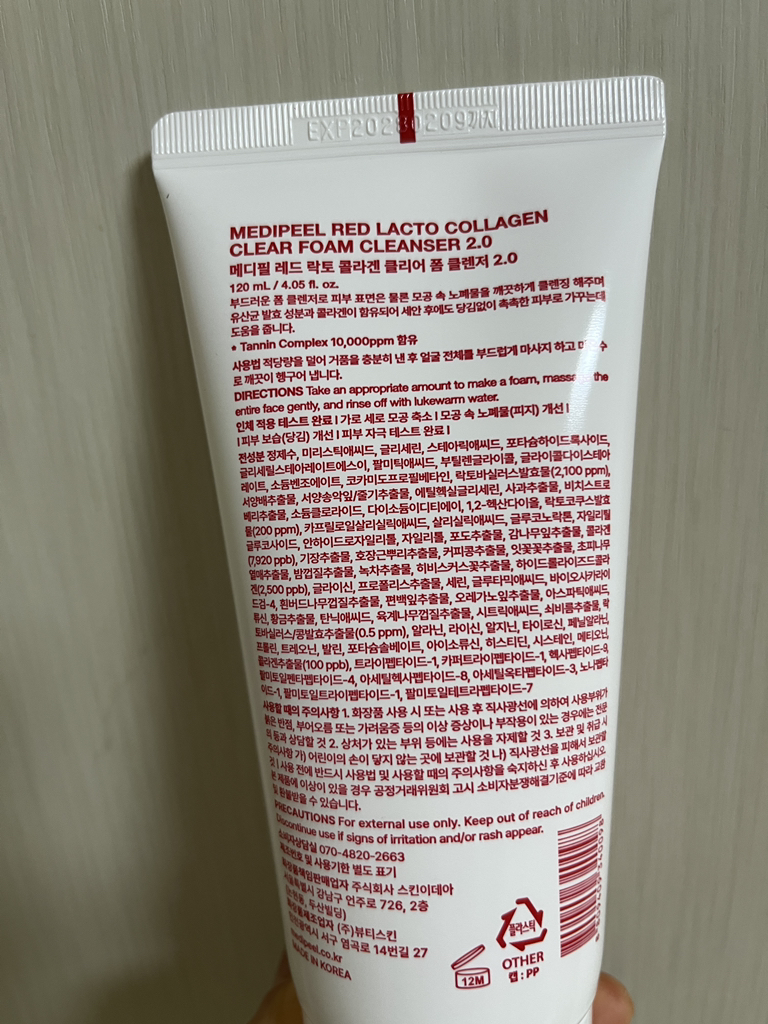 EXP20280209까지
MEDIPEEL RED LACTO COLLAGEN
CLEAR FOAM CLEANSER 2.0
메디필 레드 락토 콜라겐 클리어 폼 클렌저 2.0
120 mL / 4.05 fl. oz.
부드러운 폼 클렌저로 피부 표면은 물론 모공 속 노폐물을 깨끗하게 클렌징 해주며
유산균 발효 성분과 콜라겐이 함유되어 세안 후에도 당김없이 촉촉한 피부로 가꾸는데
도움을 줍니다.
• Tannin Complex 10,000ppm 함유
사용법 적당량을 덜어 거품을 충분히 낸 후 얼굴 전체를 부드럽게 마사지 하고
로 깨끗이 헹구어 냅니다.
DIRECTIONS Take an appropriate amount to make a foam, massage the
entire face gently, and rinse off with lukewarm water.
인체 적용 테스트 완료 I 가로 세로 모공 축소 I 모공 속 노폐물(피지) 개선 I
I 피부 보습(당김) 개선 I 피부 자극 테스트 완료 I
전성분 정제수, 미리스틱애씨드, 글리세린, 스테아릭애씨드, 포타슘하이드록사이드,
글리세릴스테아레이트에스이, 팔미틱애씨드, 부틸렌글라이콜, 글라이콜다이스테아
레이트, 소듐벤조에이트, 코카미도프로필베타인, 락토바실러스발효물(2,100 ppm),
서양배추출물, 서양송악잎/줄기추출물, 에틸헥실글리세린, 사과추출물, 비치스트로
베리추출물, 소듐클로라이드, 다이소듐이디티에이, 1,2-헥산다이올, 락토코쿠스발효
물(200 ppm), 카프릴로일살리실릭애씨드, 살리실릭애씨드, 글루코노락톤, 자일리틸
글루코사이드, 안하이드로자일리톨, 자일리톨, 포도추출물, 감나무잎추출물, 콜라겐
(7,920 ppb), 기장추출물, 호장근뿌리추출물, 커피콩추출물, 잇꽃꽃추출물, 초피나무
열매추출물, 밤껍질추출물, 녹차추출물, 히비스커스꽃추출물, 하이드롤라이즈드콜라
겐(2,500 ppb), 글라이신, 프로폴리스추출물, 세린, 글루타믹애씨드, 바이오사카라이
드검-4, 흰버드나무껍질추출물, 편백잎추출물, 오레가노잎추출물, 아스파틱애씨드,
류신, 황금추출물, 탄닉애씨드, 육계나무껍질추출물, 시트릭애씨드, 쇠비름추출물, 락
토바실러스/콩발효추출물(0.5 ppm), 알라닌, 라이신, 알지닌, 타이로신, 페닐알라닌,
프롤린, 트레오닌, 발린, 포타슘솔베이트, 아이소류신, 히스티딘, 시스테인, 메티오닌,
콜라겐추출물(100 ppb), 트라이펩타이드-1, 카퍼트라이펩타이드-1, 헥사펩타이드-9,
팔미토일펜타펩타이드-4, 아세틸헥사펩타이드-8, 아세틸옥타펩타이드-3, 노나펩타
이드-1, 팔미토일트라이펩타이드-1, 팔미토일테트라펩타이드-7
사용할 때의 주의사항 1. 화장품 사용 시 또는 사용 후 직사광선에 의하여 사용부위가
붉은 반점, 부어오름 또는 가려움증 등의 이상 증상이나 부작용이 있는 경우에는 전문
의 등과 상담할 것 2. 상처가 있는 부위 등에는 사용을 자제할 것 3. 보관 및 취급 시
주의사항 가) 어린이의 손이 닿지 않는 곳에 보관할 것 나) 직사광선을 피해서 보관할
것 I 사용 전에 반드시 사용법 및 사용할 때의 주의사항을 숙지하신 후 사용하십시오.
본 제품에 이상이 있을 경우 공정거래위원회 고시 소비자분쟁해결기준에 따라 교환
및 환불받을 수 있습니다.
PRECAUTIONS For external use only. Keep out of reach of children.
Discontinue use if signs of irritation and/or rash appear.
소비자상담실 070-4820-2663
제조번호 및 사용기한 별도 표기
화장품책임판매업자 주식회사 스킨이데아
서울특별시 강남구 언주로 726, 2층
(논현동, 두산빌딩)
화장품제조업자 (주)뷰티스킨
인천광역시 서구 염곡로 14번길 27
medipeel.co.kr
MADE IN KOREA
12M
플라스틱
OTHER
캡 : PP